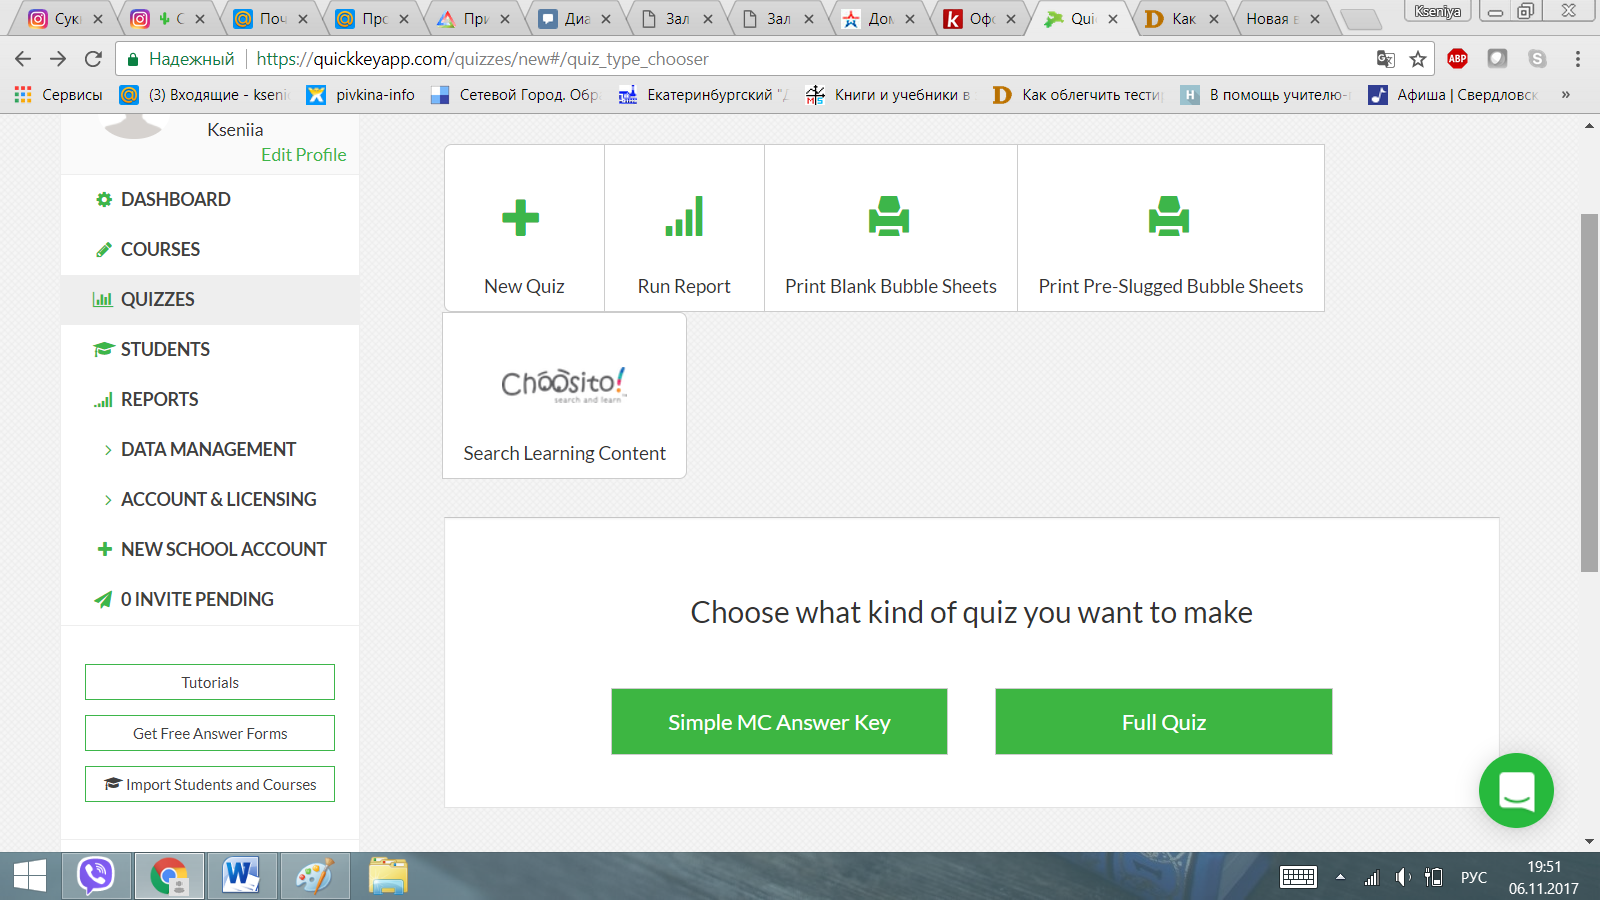 Сук
С
Поч
Прс
При
Диа
Зал
Зал
Дом
Офс
Qui
Как
Новая в
Kseniya
Надежный
https://quickkeyapp.com/quizzes/new#/quiz_type_chooser
ABP
Сервисы
(3) Входящие - kseni
pivkina-info
Сетевой Город. Обр
Екатеринбургский "Д
Книги и учебники в
Как облегчить тести
В помощь учителю-
Афиша | Свердловск
»
Kseniia
Edit Profile
DASHBOARD
COURSES
QUIZZES
STUDENTS
REPORTS
DATA MANAGEMENT
ACCOUNT & LICENSING
NEW SCHOOL ACCOUNT
0 INVITE PENDING
Tutorials
Get Free Answer Forms
Import Students and Courses
New Quiz
Run Report
Print Blank Bubble Sheets
Print Pre-Slugged Bubble Sheets
Choosito!
search and learn
Search Learning Content
Choose what kind of quiz you want to make
Simple MC Answer Key
Full Quiz
РУС
19:51
06.11.2017